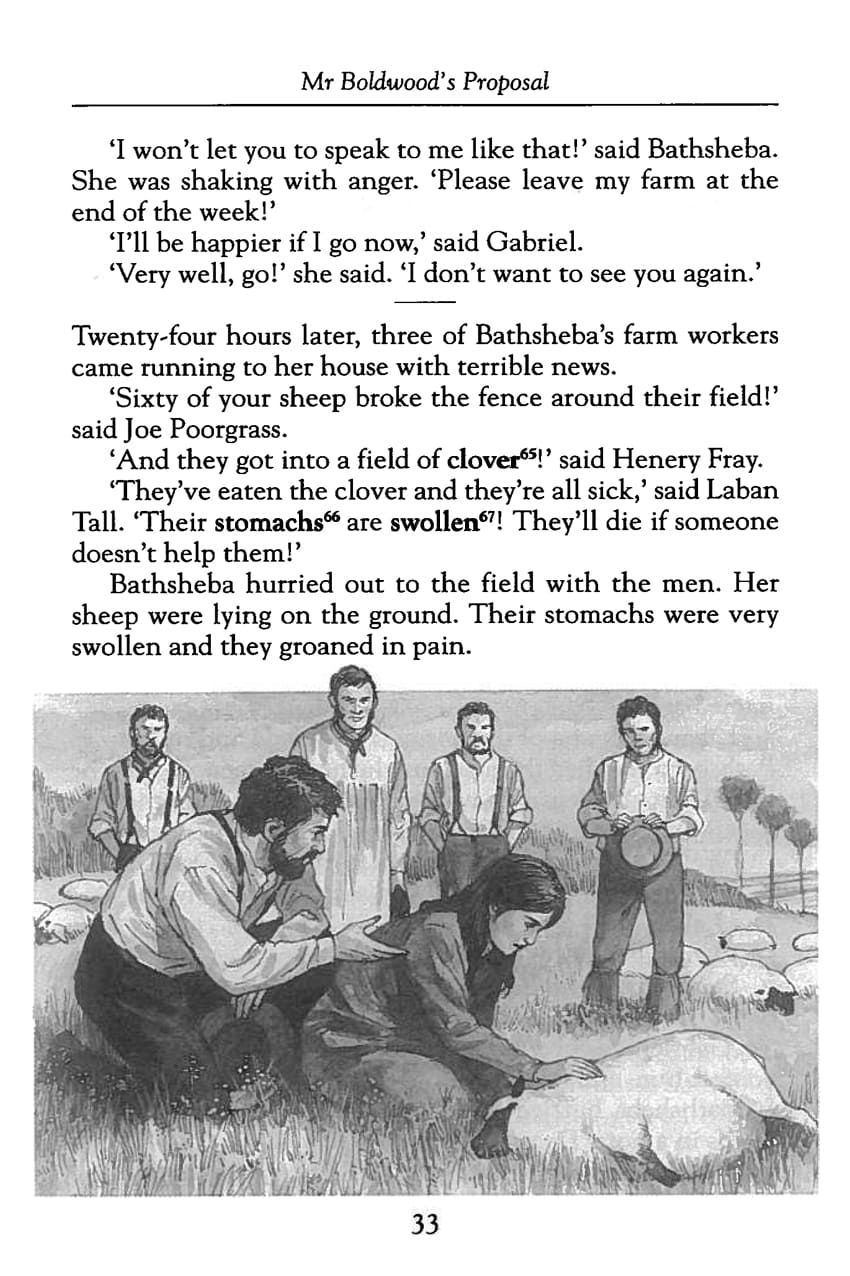 Mr Boldwood's Proposal
‘I won’t let you to speak to me like that!’ said Bathsheba.
She was shaking with anger. ‘Please leave my farm at the
end of the week!’
‘I’ll be happier if I go now,’ said Gabriel.
‘Very well, go!’ she said. ‘I don’t want to see you again.’
Twenty-four hours later, three of Bathsheba’s farm workers
came running to her house with terrible news.
‘Sixty of your sheep broke the fence around their field!’
said Joe Poorgrass.
‘And they got into a field of clover⁶⁵!’ said Henery Fray.
‘They’ve eaten the clover and they’re all sick,’ said Laban
Tall. ‘Their stomachs⁶⁶ are swollen⁶⁷! They’ll die if someone
doesn’t help them!’
Bathsheba hurried out to the field with the men. Her
sheep were lying on the ground. Their stomachs were very
swollen and they groaned in pain.
33